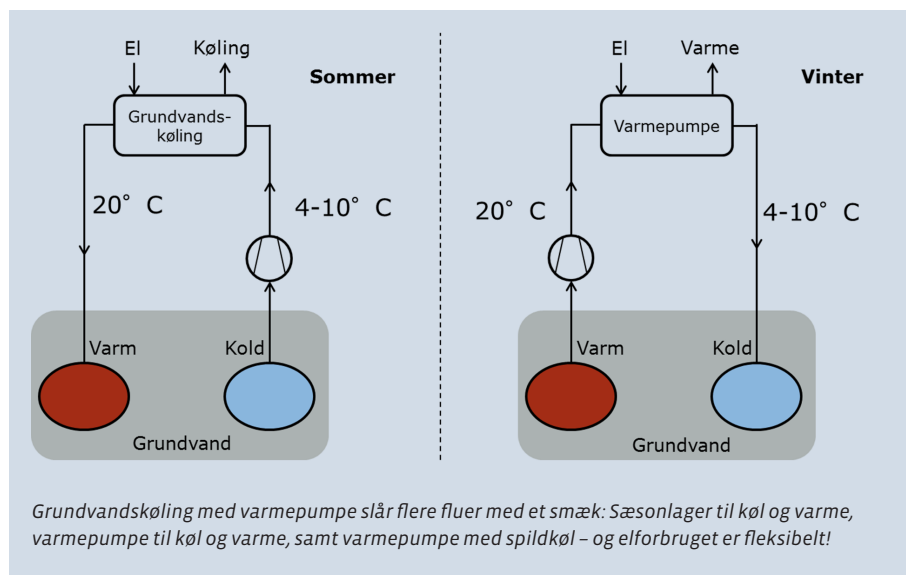 El
Køling
Sommer
Grundvands-
køling
20° C
4-10° C
Varm
Kold
Grundvand
El
Varme
Vinter
Varmepumpe
20° C
4-10° C
Varm
Kold
Grundvand
Grundvandskøling med varmepumpe slår flere fluer med et smæk: Sæsonlager til køl og varme,
varmepumpe til køl og varme, samt varmepumpe med spildkøl – og elforbruget er fleksibelt!